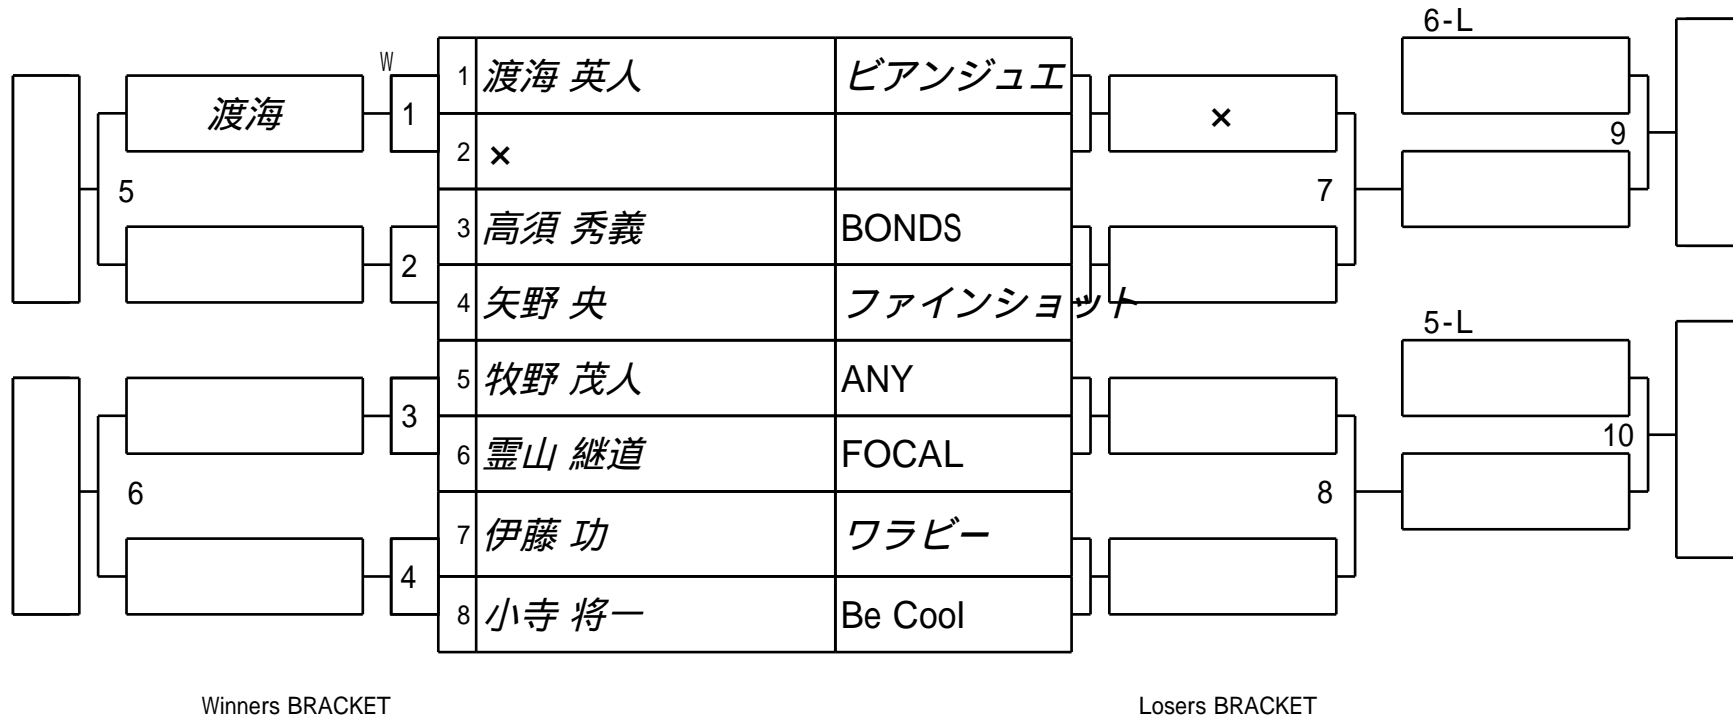 6-L
W
1 渡海 英人 ビアンジュエ
渡海 1 ×
2 ×
9
5 7
3 高須 秀義 BONDS
2
4 矢野 央 ファインショット
5-L
5 牧野 茂人 ANY
3
10
6 霊山 継道 FOCAL
6 8
7 伊藤 功 ワラビー
4
8 小寺 将一 Be Cool
Winners BRACKET Losers BRACKET